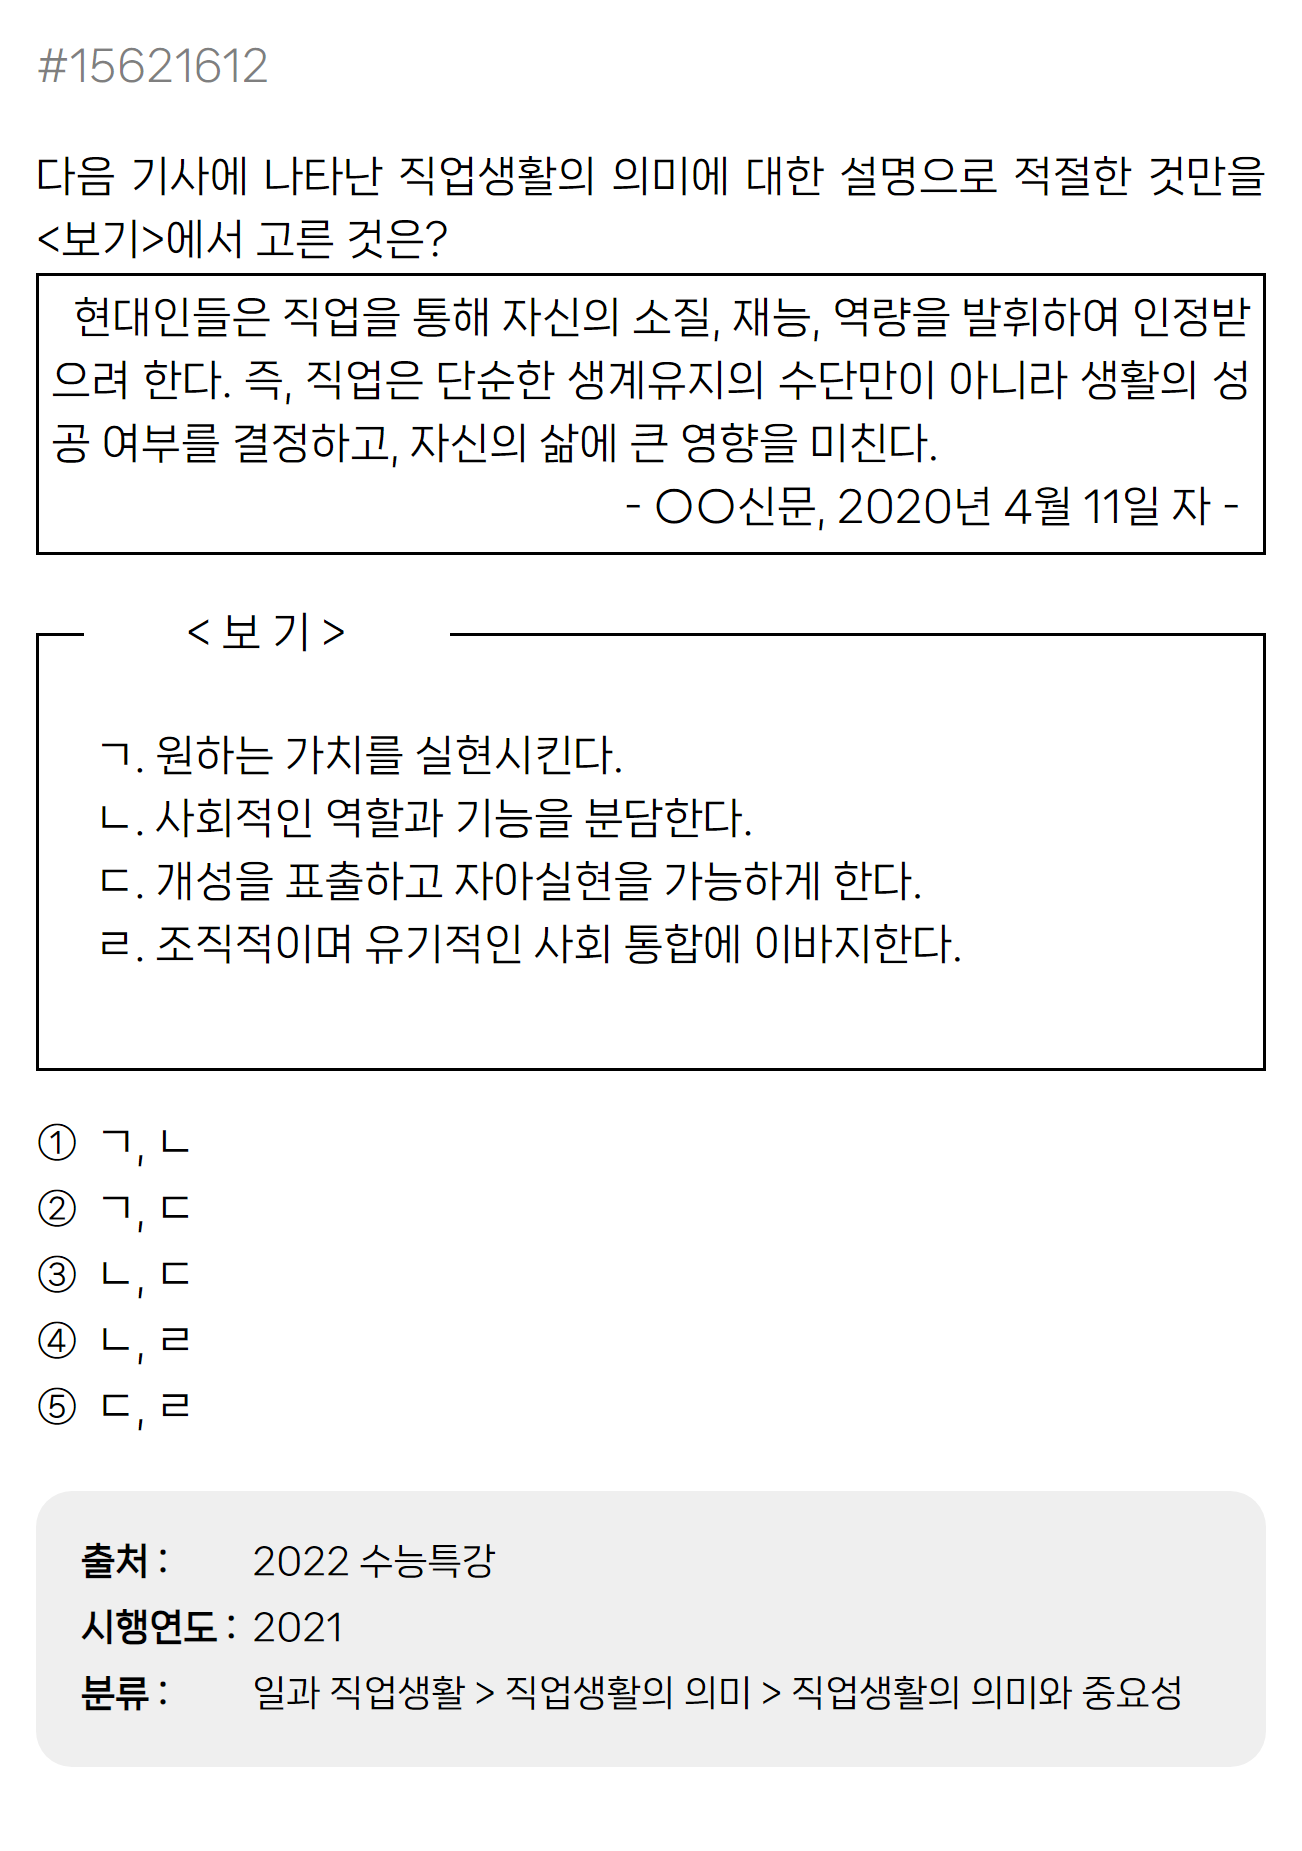 #15621612
다음 기사에 나타난 직업생활의 의미에 대한 설명으로 적절한 것만을
<보기>에서 고른 것은?
현대인들은 직업을 통해 자신의 소질, 재능, 역량을 발휘하여 인정받
으려 한다. 즉, 직업은 단순한 생계유지의 수단만이 아니라 생활의 성
공 여부를 결정하고, 자신의 삶에 큰 영향을 미친다.
- 〇〇신문, 2020년 4월 11일 자 -
< 보 기 >
ㄱ. 원하는 가치를 실현시킨다.
ㄴ. 사회적인 역할과 기능을 분담한다.
ㄷ. 개성을 표출하고 자아실현을 가능하게 한다.
ㄹ. 조직적이며 유기적인 사회 통합에 이바지한다.
① ㄱ, ㄴ
② ㄱ, ㄷ
③ ㄴ, ㄷ
④ ㄴ, ㄹ
⑤ ㄷ, ㄹ
출처 : 2022 수능특강
시행연도 : 2021
분류 : 일과 직업생활 > 직업생활의 의미 > 직업생활의 의미와 중요성